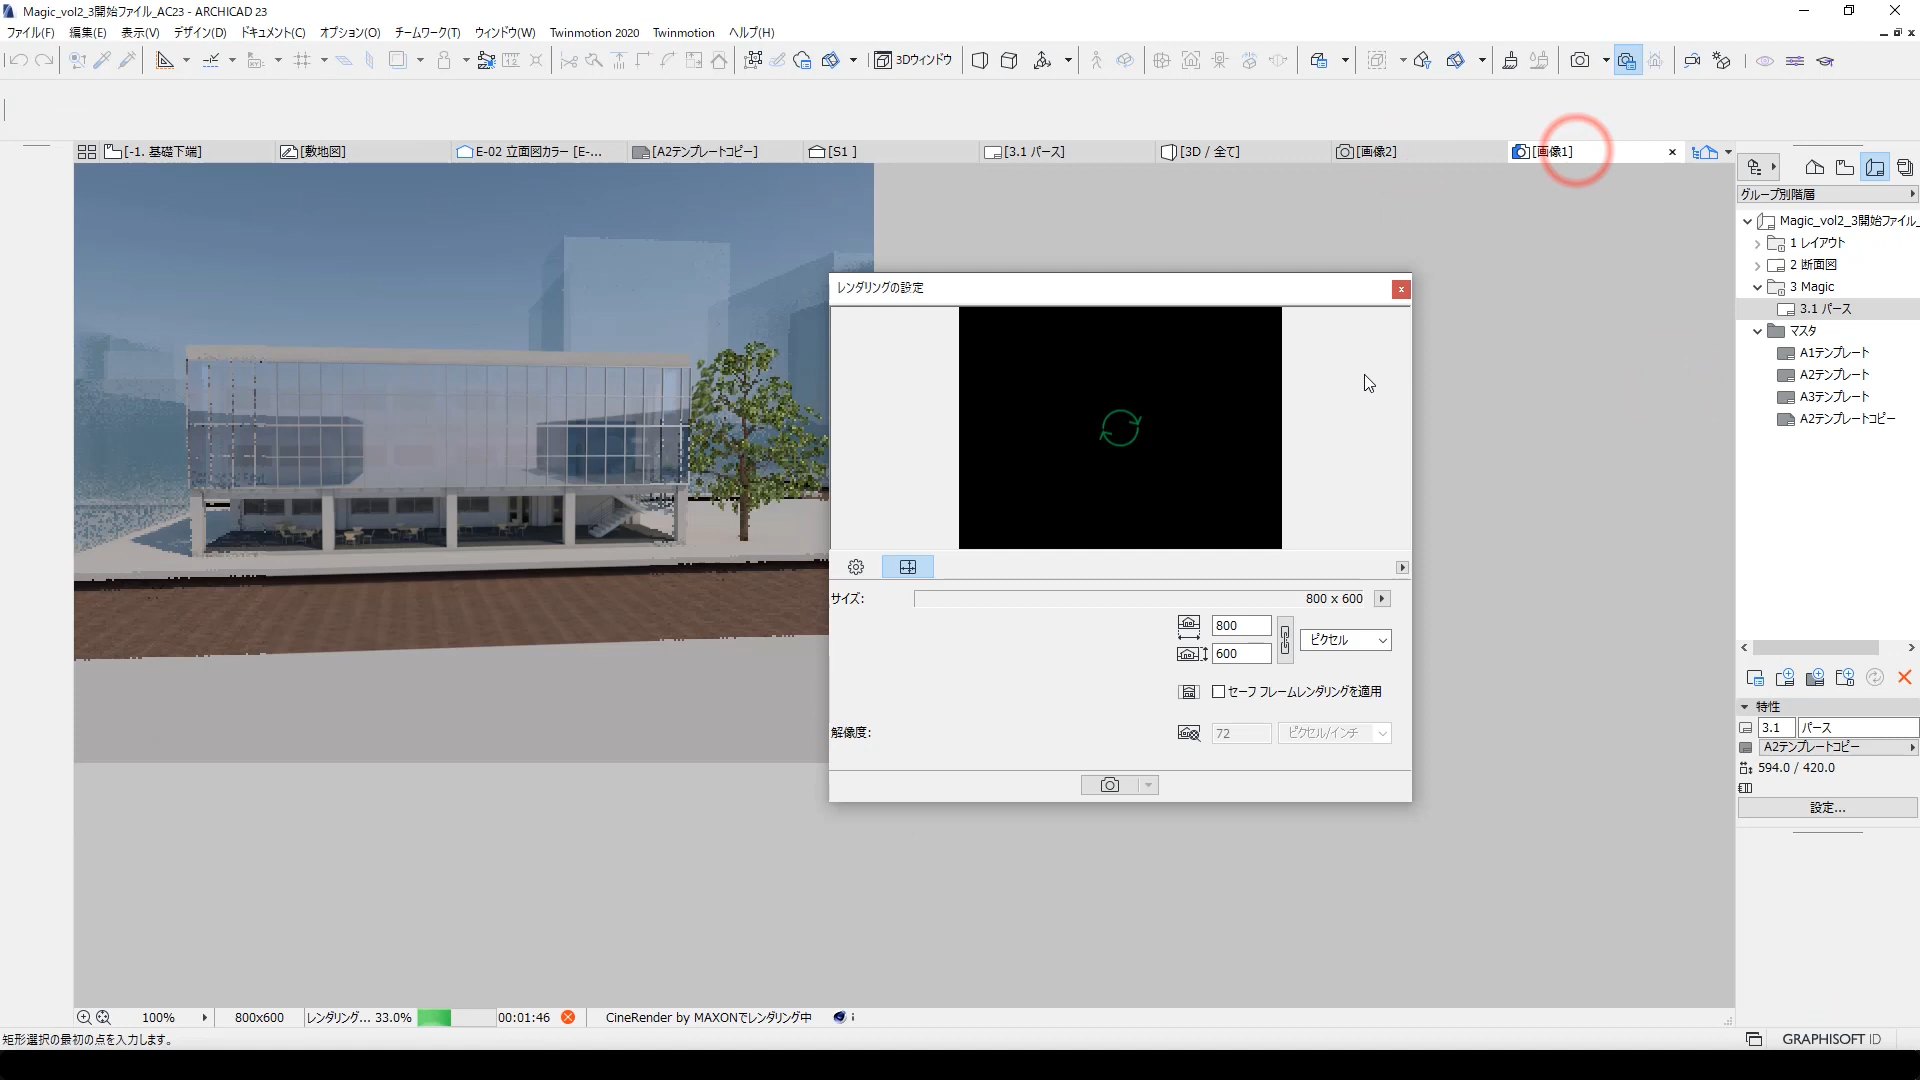 Magic_vol2_3開始ファイル_AC23 - ARCHICAD 23
ファイル(F) 編集(E) 表示(V) デザイン(D) ドキュメント(C) オプション(O) チームワーク(T) ウィンドウ(W) Twinmotion 2020 Twinmotion ヘルプ(H)
3Dウィンドウ
[-1. 基礎下端] [敷地図] E-02 立面図カラー [E-... [A2テンプレートコピー] [S1 ] [3.1 パース] [3D / 全て] [画像2] [画像1]
グループ別階層
Magic_vol2_3開始ファイル_
1 レイアウト
2 断面図
3 Magic
3.1 パース
マスタ
A1テンプレート
A2テンプレート
A3テンプレート
A2テンプレートコピー
レンダリングの設定
サイズ: 800 x 600
800
ピクセル
600
セーフ フレームレンダリングを適用
解像度: 72 ピクセル/インチ
特性
3.1 パース
A2テンプレートコピー
594.0 / 420.0
設定...
100% 800x600 レンダリング... 33.0% 00:01:46 CineRender by MAXONでレンダリング中
矩形選択の最初の点を入力します。
GRAPHISOFT ID